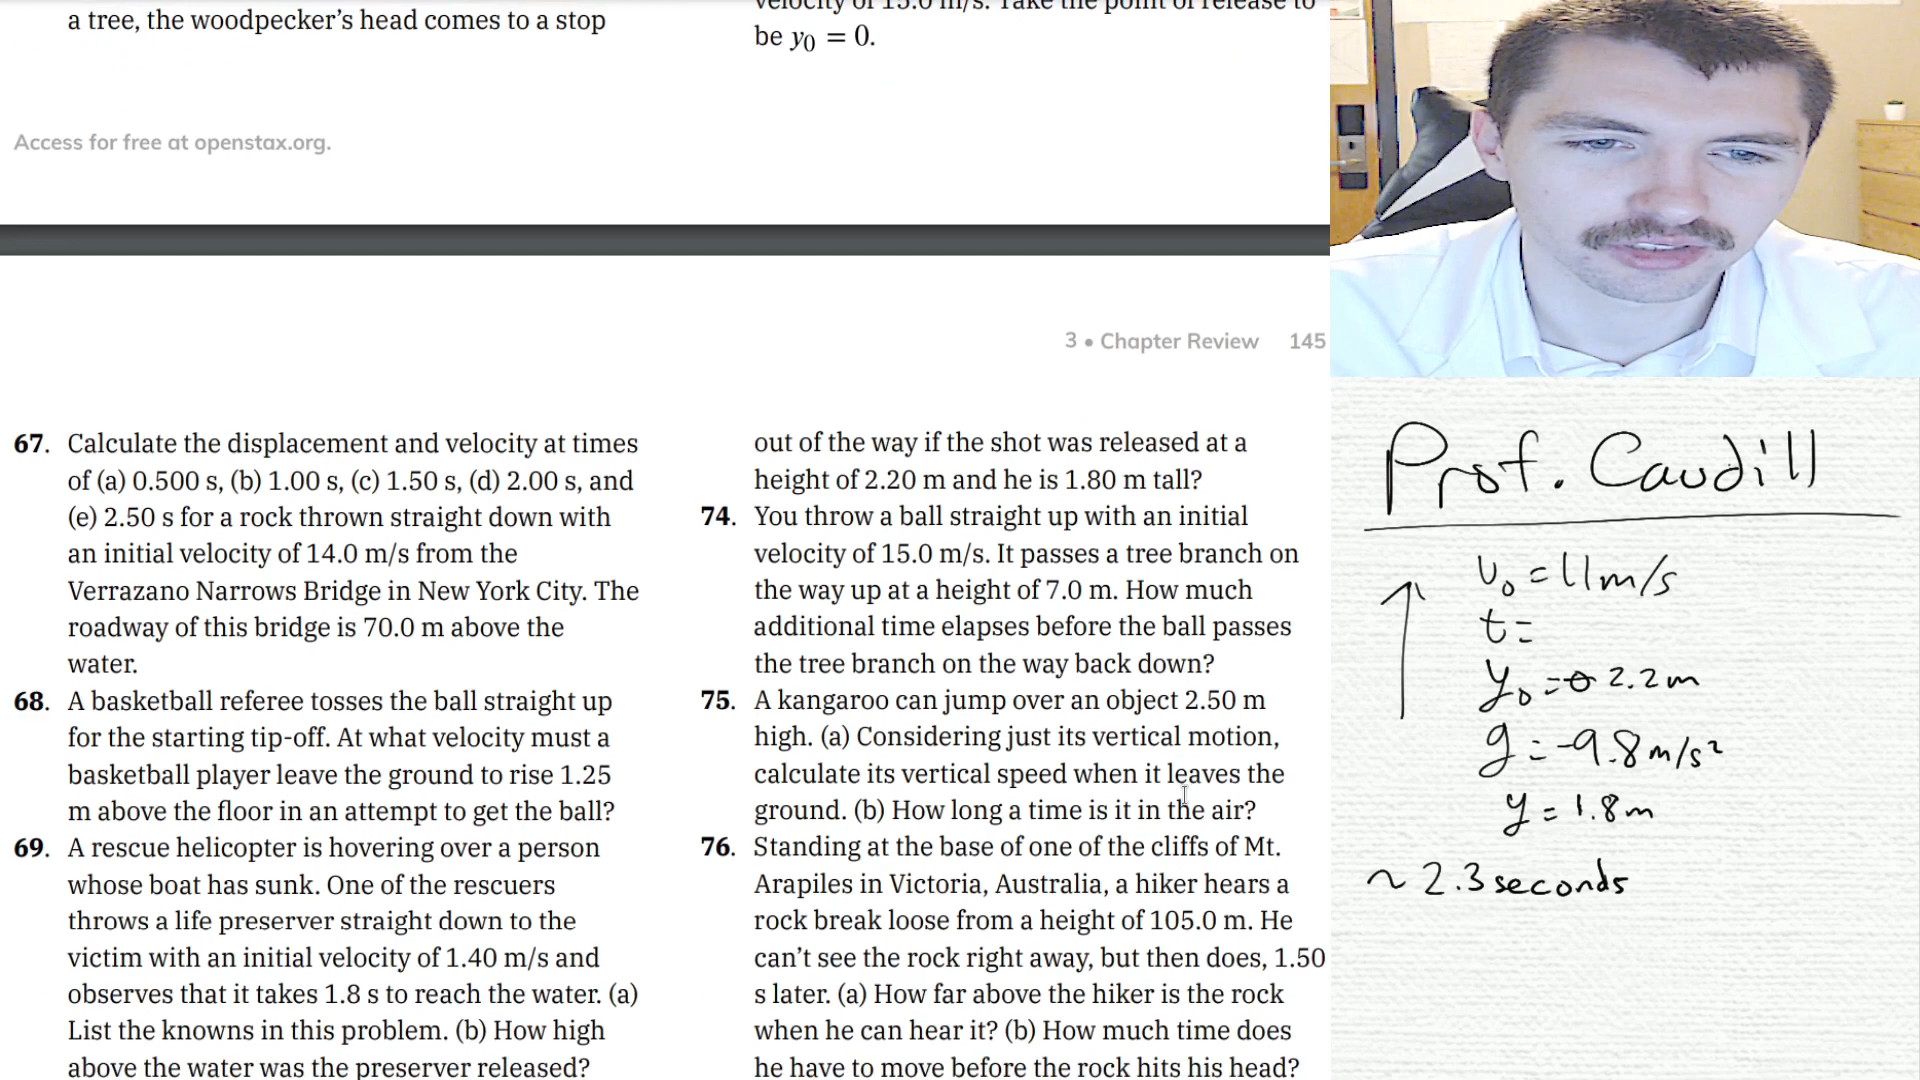 a tree, the woodpecker's head comes to a stop
velocity of 15.0 m/s. Take the point of release to
be y0 = 0.
Access for free at openstax.org.
3 • Chapter Review 145
67. Calculate the displacement and velocity at times
of (a) 0.500 s, (b) 1.00 s, (c) 1.50 s, (d) 2.00 s, and
(e) 2.50 s for a rock thrown straight down with
an initial velocity of 14.0 m/s from the
Verrazano Narrows Bridge in New York City. The
roadway of this bridge is 70.0 m above the
water.
68. A basketball referee tosses the ball straight up
for the starting tip-off. At what velocity must a
basketball player leave the ground to rise 1.25
m above the floor in an attempt to get the ball?
69. A rescue helicopter is hovering over a person
whose boat has sunk. One of the rescuers
throws a life preserver straight down to the
victim with an initial velocity of 1.40 m/s and
observes that it takes 1.8 s to reach the water. (a)
List the knowns in this problem. (b) How high
above the water was the preserver released?
out of the way if the shot was released at a
height of 2.20 m and he is 1.80 m tall?
74. You throw a ball straight up with an initial
velocity of 15.0 m/s. It passes a tree branch on
the way up at a height of 7.0 m. How much
additional time elapses before the ball passes
the tree branch on the way back down?
75. A kangaroo can jump over an object 2.50 m
high. (a) Considering just its vertical motion,
calculate its vertical speed when it leaves the
ground. (b) How long a time is it in the air?
76. Standing at the base of one of the cliffs of Mt.
Arapiles in Victoria, Australia, a hiker hears a
rock break loose from a height of 105.0 m. He
can't see the rock right away, but then does, 1.50
s later. (a) How far above the hiker is the rock
when he can hear it? (b) How much time does
he have to move before the rock hits his head?
Prof. Caudill
v0 = 11 m/s
t =
y0 = 0 2.2 m
g = -9.8 m/s²
y = 1.8 m
~ 2.3 seconds